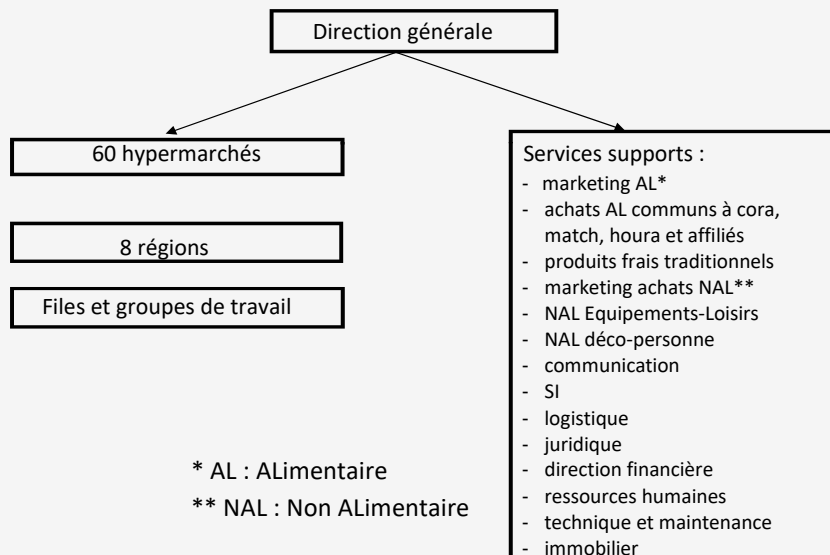 Direction générale
60 hypermarchés
8 régions
Files et groupes de travail
Services supports :
- marketing AL*
- achats AL communs à cora,
match, houra et affiliés
- produits frais traditionnels
- marketing achats NAL**
- NAL Equipements-Loisirs
- NAL déco-personne
- communication
- SI
- logistique
- juridique
- direction financière
- ressources humaines
- technique et maintenance
- immobilier
* AL : ALimentaire
** NAL : Non ALimentaire